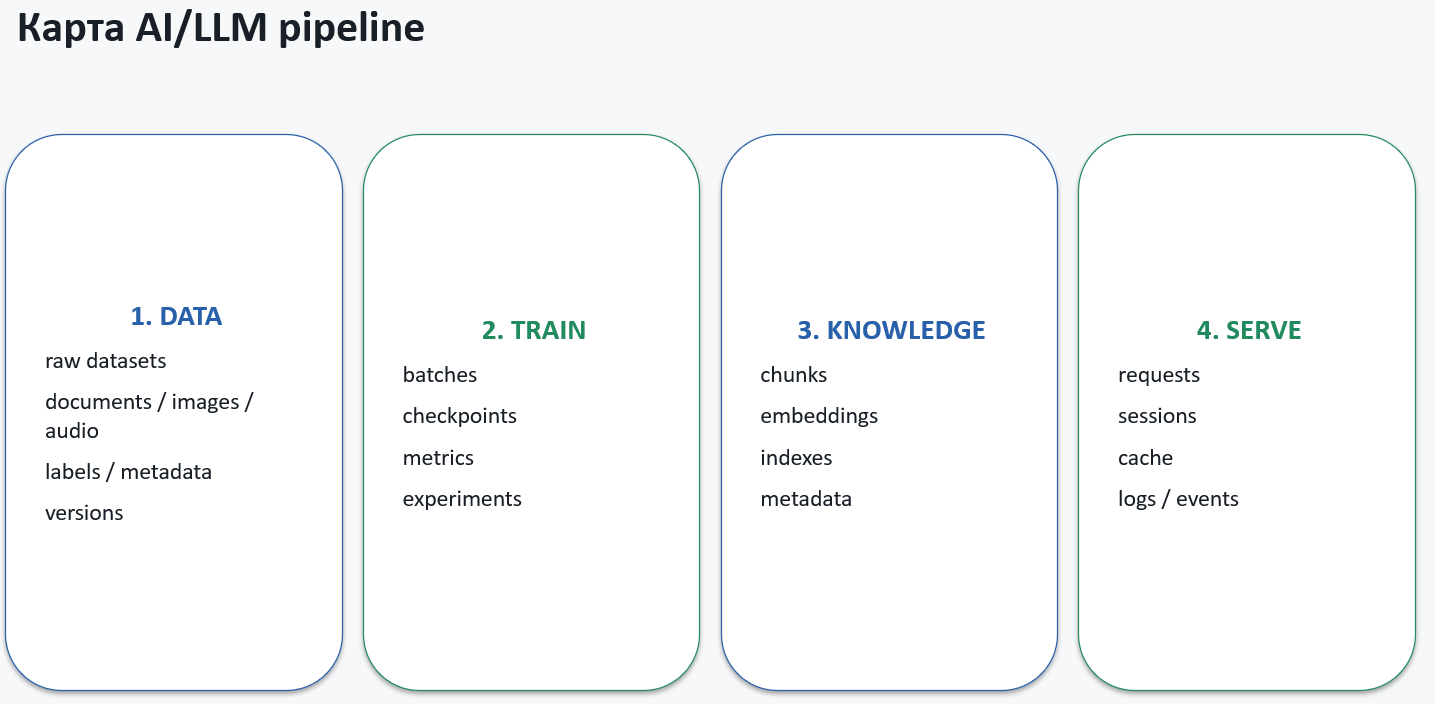 Карта AI/LLM pipeline
1. DATA
raw datasets
documents / images /
audio
labels / metadata
versions
2. TRAIN
batches
checkpoints
metrics
experiments
3. KNOWLEDGE
chunks
embeddings
indexes
metadata
4. SERVE
requests
sessions
cache
logs / events